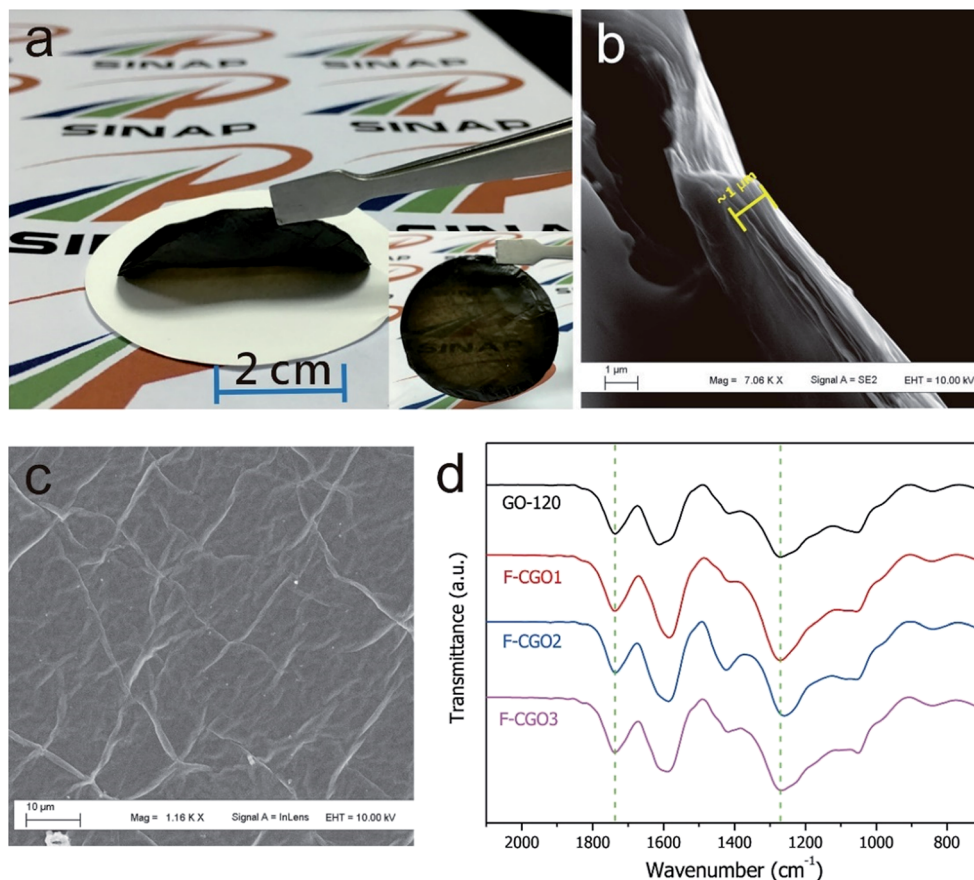 a
SINAP
SINAP
SINAP
SINAP
SINAP
2 cm
b
~ 1 μm
1 μm
Mag = 7.06 K X Signal A = SE2 EHT = 10.00 kV
c
10 μm
Mag = 1.16 K X Signal A = InLens EHT = 10.00 kV
d
GO-120
F-CGO1
F-CGO2
F-CGO3
Transmittance (a.u.)
2000 1800 1600 1400 1200 1000 800
Wavenumber (cm⁻¹)